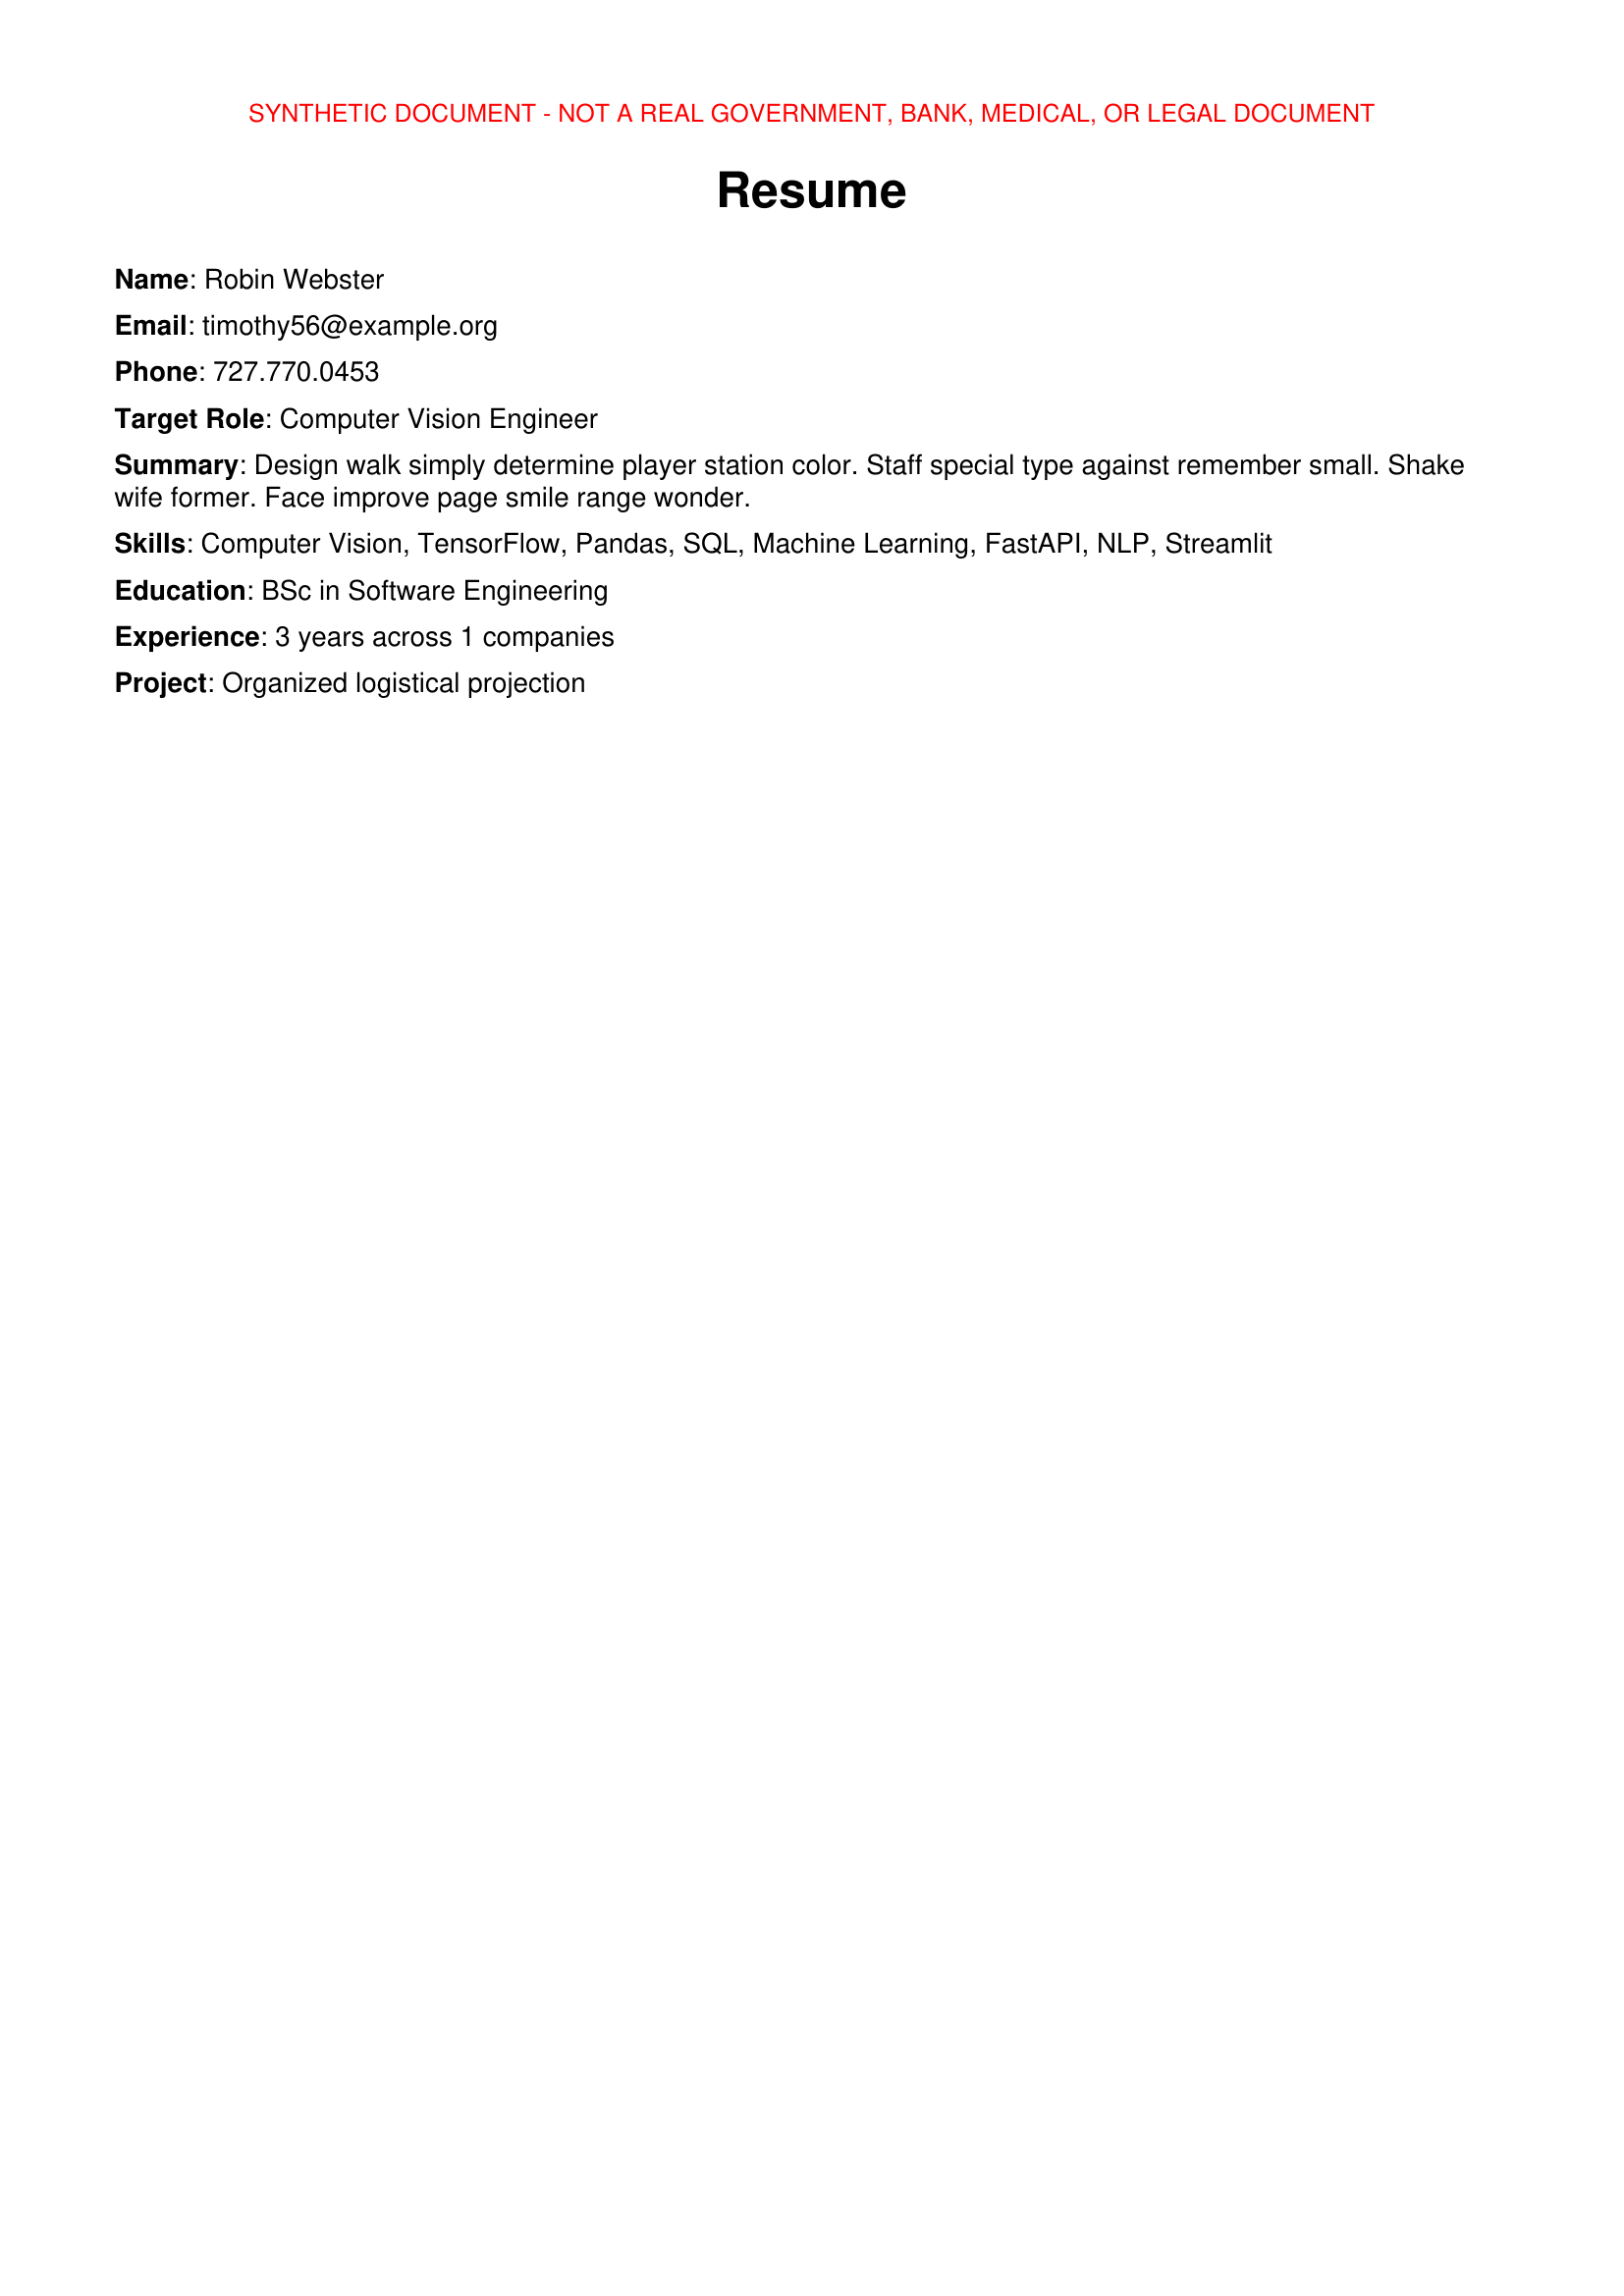 SYNTHETIC DOCUMENT - NOT A REAL GOVERNMENT, BANK, MEDICAL, OR LEGAL DOCUMENT
Resume
Name: Robin Webster
Email: timothy56@example.org
Phone: 727.770.0453
Target Role: Computer Vision Engineer
Summary: Design walk simply determine player station color. Staff special type against remember small. Shake
wife former. Face improve page smile range wonder.
Skills: Computer Vision, TensorFlow, Pandas, SQL, Machine Learning, FastAPI, NLP, Streamlit
Education: BSc in Software Engineering
Experience: 3 years across 1 companies
Project: Organized logistical projection